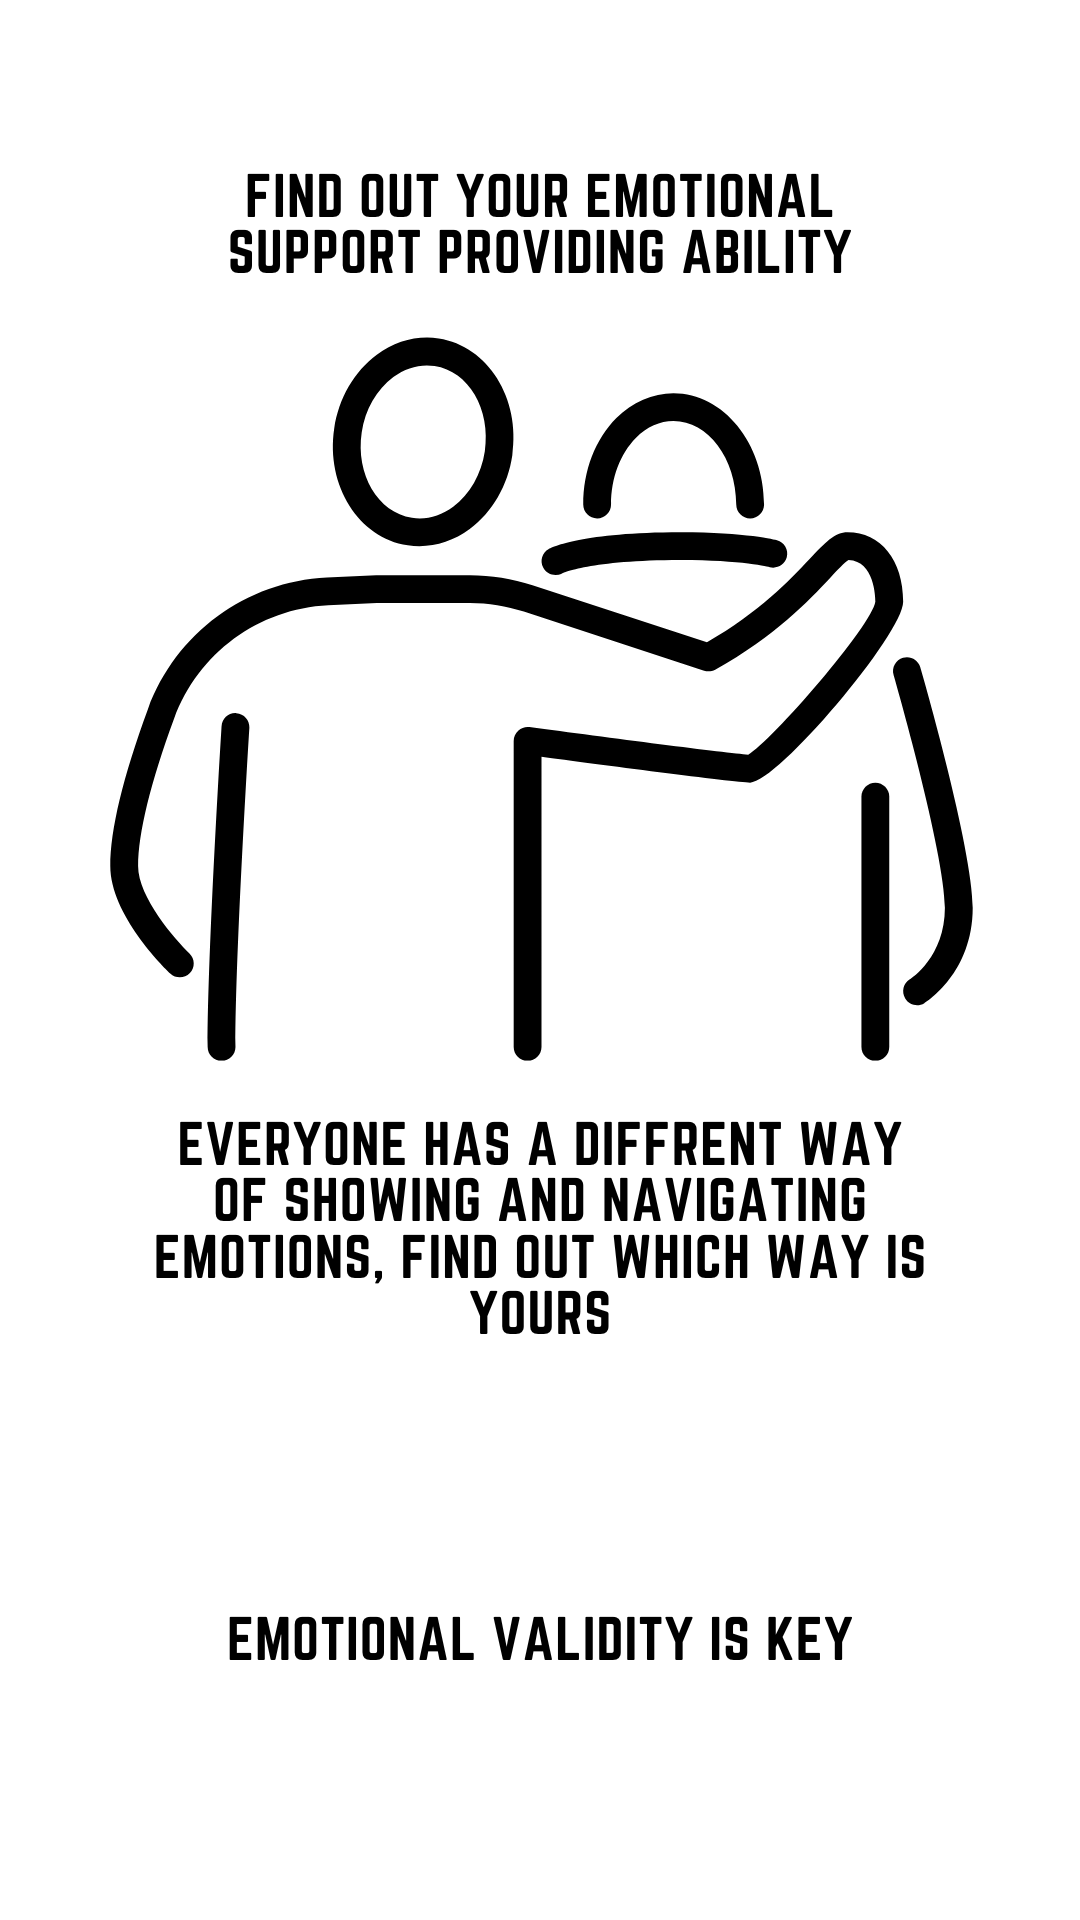 FIND OUT YOUR EMOTIONAL
SUPPORT PROVIDING ABILITY
EVERYONE HAS A DIFFRENT WAY
OF SHOWING AND NAVIGATING
EMOTIONS, FIND OUT WHICH WAY IS
YOURS
EMOTIONAL VALIDITY IS KEY